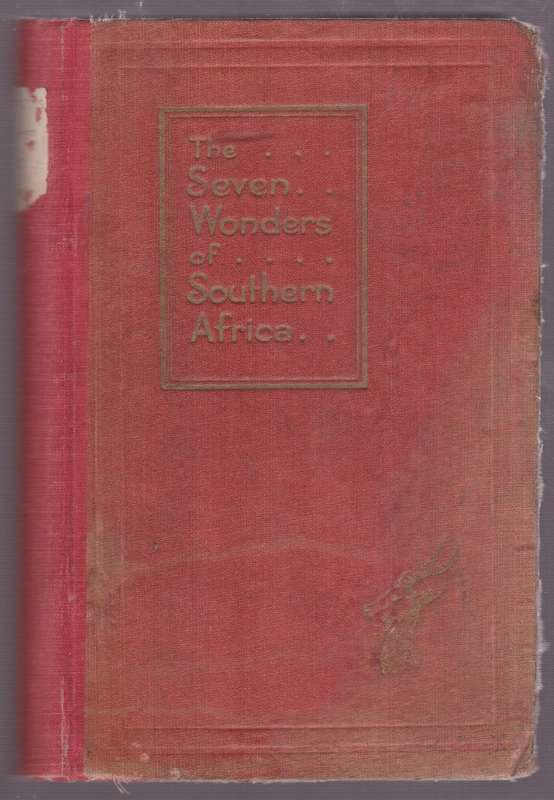 The . . .
Seven. .
Wonders
of . . . .
Southern
Africa. .